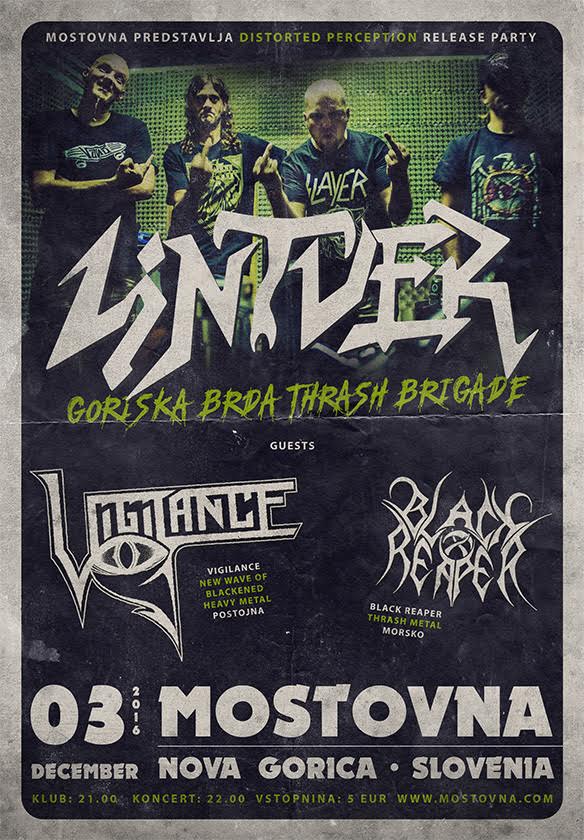 MOSTOVNA PREDSTAVLJA DISTORTED PERCEPTION RELEASE PARTY
SLAYER
LINTVER
GORISKA BRDA THRASH BRIGADE
GUESTS
VIGILANCE
VIGILANCE
NEW WAVE OF
BLACKENED
HEAVY METAL
POSTOJNA
BLACK
REAPER
BLACK REAPER
THRASH METAL
MORSKO
03 2016 MOSTOVNA
DECEMBER NOVA GORICA • SLOVENIA
KLUB: 21.00 KONCERT: 22.00 VSTOPNINA: 5 EUR WWW.MOSTOVNA.COM